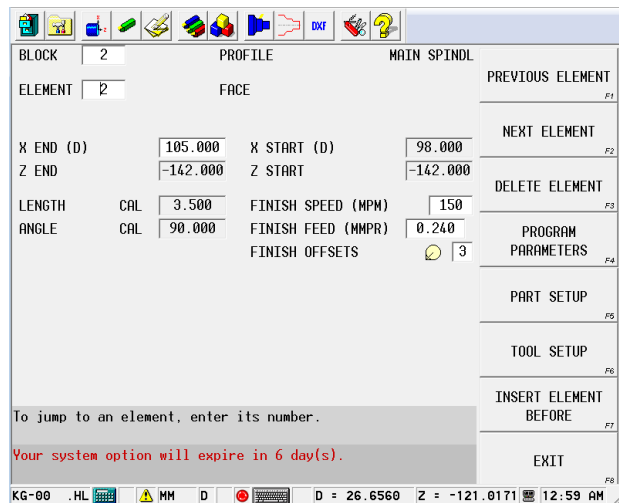 DXF
BLOCK 2 PROFILE MAIN SPINDL
ELEMENT 2 FACE
X END (D) 105.000 X START (D) 98.000
Z END -142.000 Z START -142.000
LENGTH CAL 3.500 FINISH SPEED (MPM) 150
ANGLE CAL 90.000 FINISH FEED (MMPR) 0.240
FINISH OFFSETS 3
PREVIOUS ELEMENT
F1
NEXT ELEMENT
F2
DELETE ELEMENT
F3
PROGRAM
PARAMETERS
F4
PART SETUP
F5
TOOL SETUP
F6
INSERT ELEMENT
BEFORE
F7
EXIT
F8
To jump to an element, enter its number.
Your system option will expire in 6 day(s).
KG-00 .HL MM D D = 26.6560 Z = -121.0171 12:59 AM